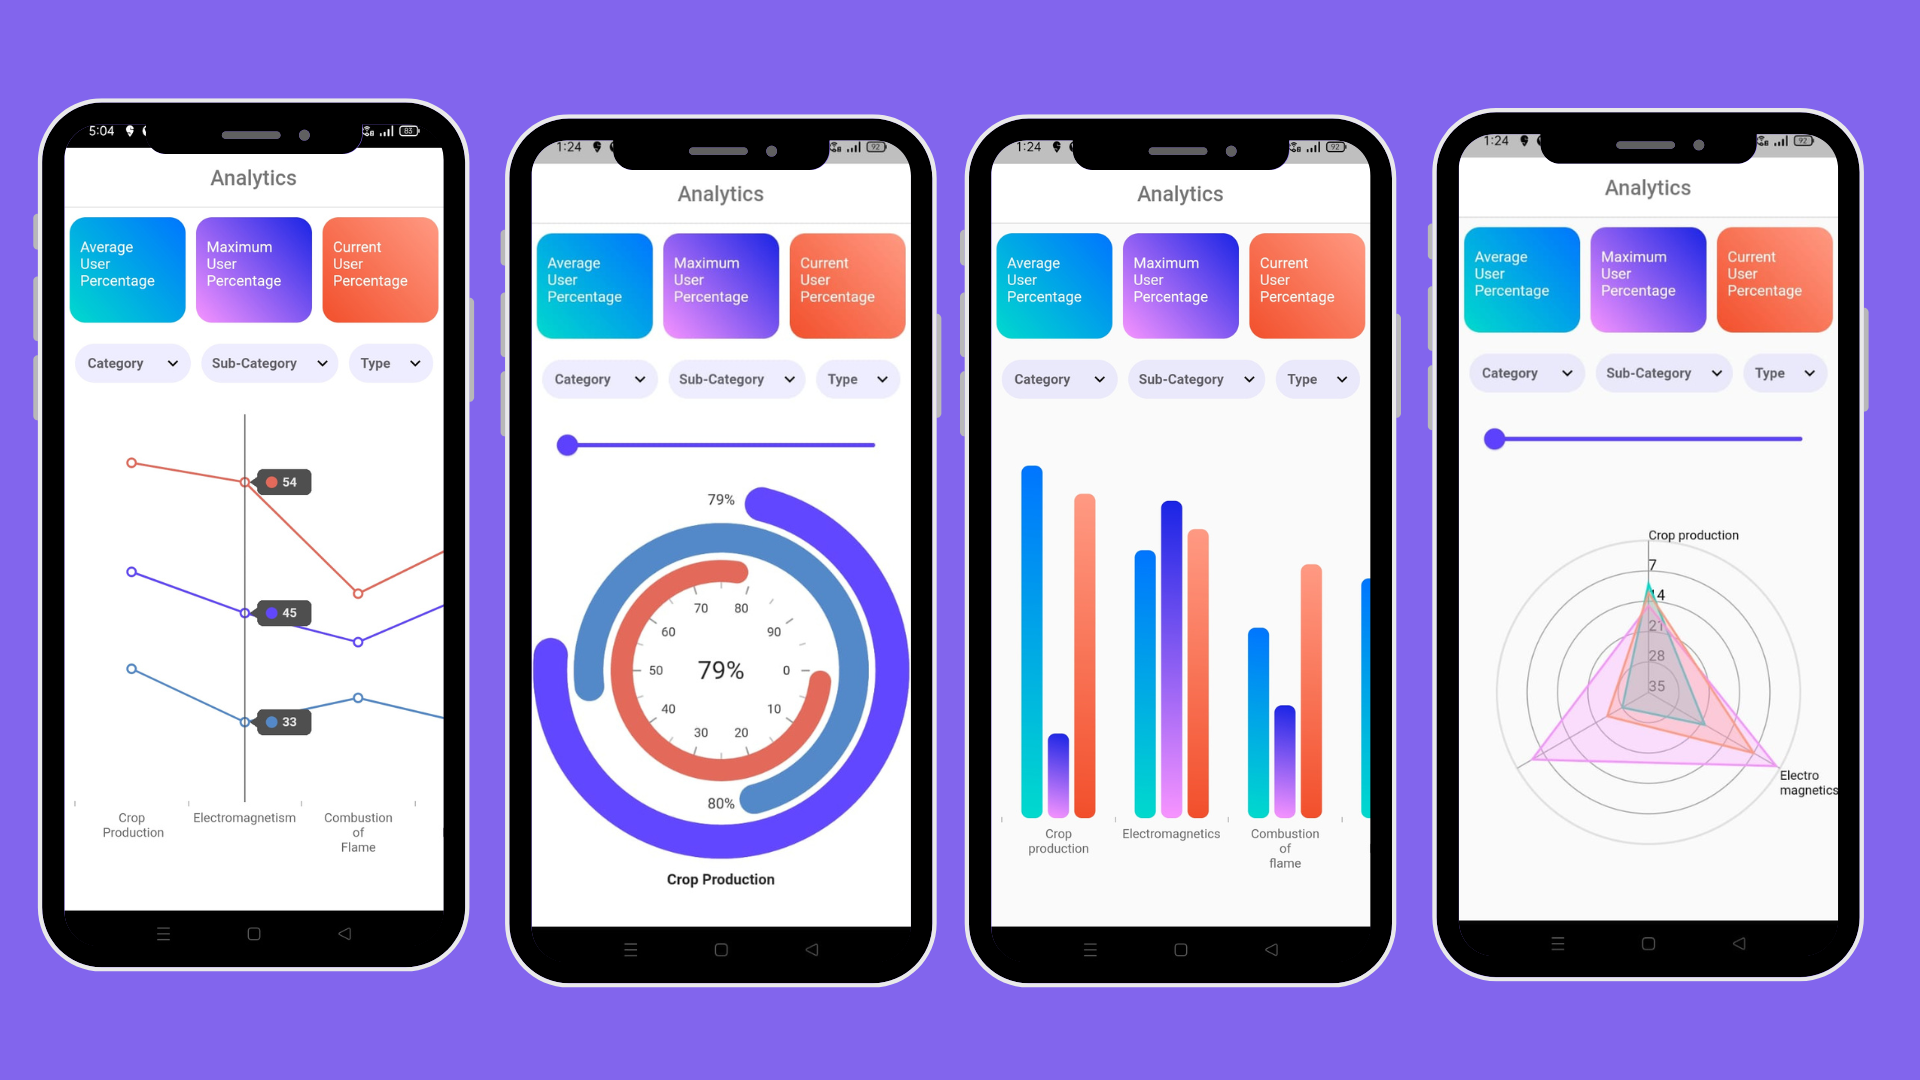 5:04
83
Analytics
Average
User
Percentage
Maximum
User
Percentage
Current
User
Percentage
Category
Sub-Category
Type
54
45
33
Crop
Production
Electromagnetism
Combustion
of
Flame
1:24
92
Analytics
Average
User
Percentage
Maximum
User
Percentage
Current
User
Percentage
Category
Sub-Category
Type
79%
70
80
60
90
50
79%
0
40
10
30
20
80%
Crop Production
1:24
92
Analytics
Average
User
Percentage
Maximum
User
Percentage
Current
User
Percentage
Category
Sub-Category
Type
Crop
production
Electromagnetics
Combustion
of
flame
1:24
92
Analytics
Average
User
Percentage
Maximum
User
Percentage
Current
User
Percentage
Category
Sub-Category
Type
Crop production
7
14
21
28
35
Electro
magnetics